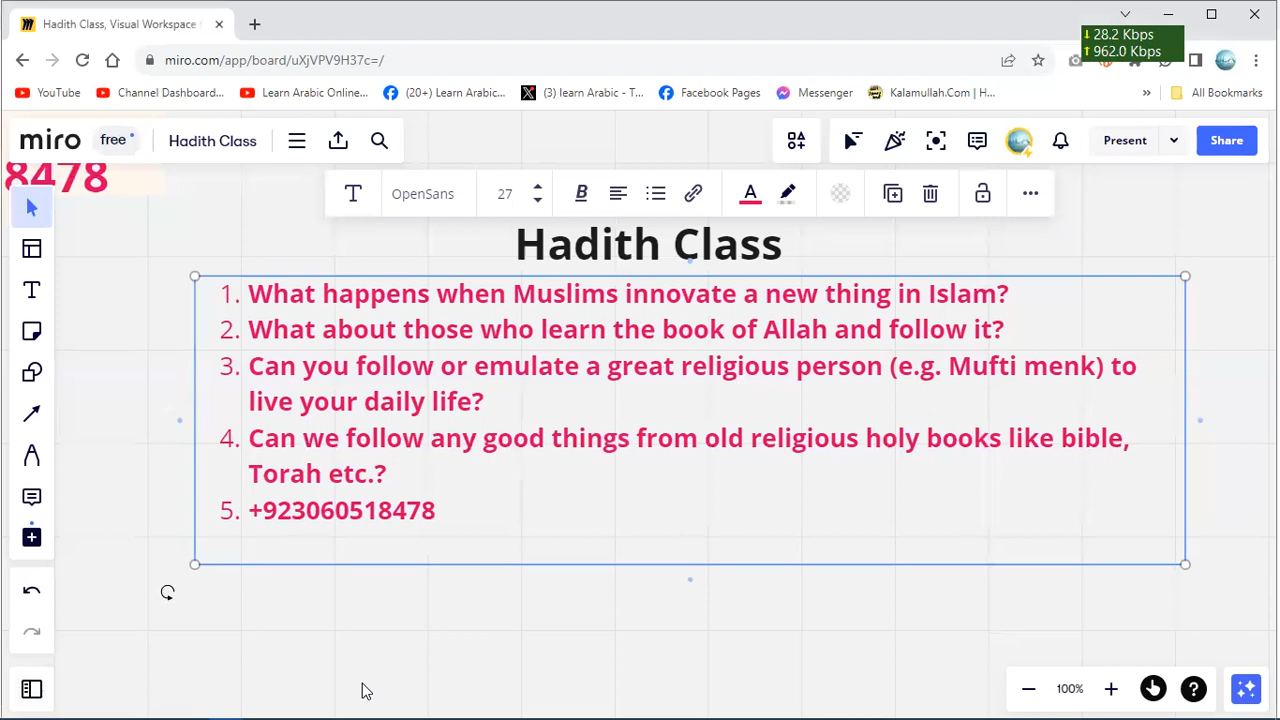 Hadith Class, Visual Workspace
28.2 Kbps
962.0 Kbps
miro.com/app/board/uXjVPV9H37c=/
YouTube
Channel Dashboard...
Learn Arabic Online...
(20+) Learn Arabic...
(3) learn Arabic - T...
Facebook Pages
Messenger
Kalamullah.Com | H...
»
All Bookmarks
miro
free
Hadith Class
Present
Share
8478
OpenSans
27
B
A
Hadith Class
1. What happens when Muslims innovate a new thing in Islam?
2. What about those who learn the book of Allah and follow it?
3. Can you follow or emulate a great religious person (e.g. Mufti menk) to
live your daily life?
4. Can we follow any good things from old religious holy books like bible,
Torah etc.?
5. +923060518478
100%